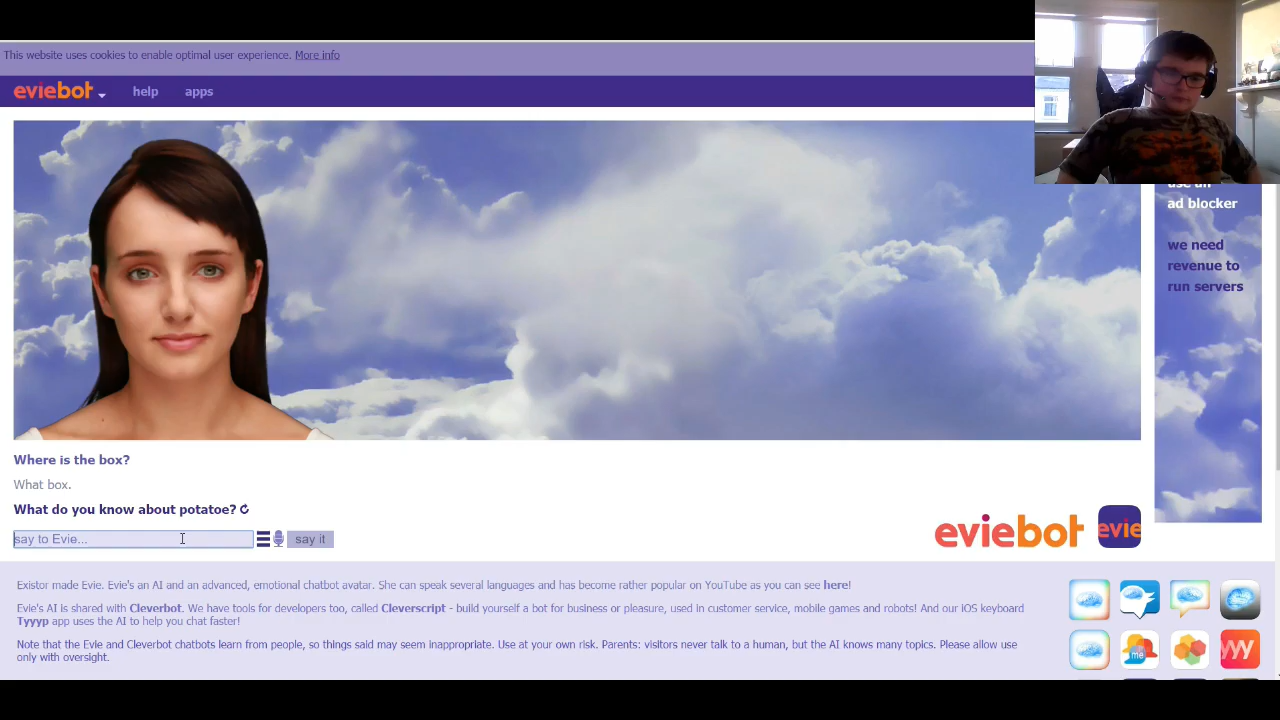 This website uses cookies to enable optimal user experience. More info
eviebot help apps
ad blocker
we need
revenue to
run servers
Where is the box?
What box.
What do you know about potatoe?
say to Evie... say it
eviebot evie
Existor made Evie. Evie's an AI and an advanced, emotional chatbot avatar. She can speak several languages and has become rather popular on YouTube as you can see here!
Evie's AI is shared with Cleverbot. We have tools for developers too, called Cleverscript - build yourself a bot for business or pleasure, used in customer service, mobile games and robots! And our iOS keyboard
Tyyyp app uses the AI to help you chat faster!
Note that the Evie and Cleverbot chatbots learn from people, so things said may seem inappropriate. Use at your own risk. Parents: visitors never talk to a human, but the AI knows many topics. Please allow use
only with oversight.
me
yyy